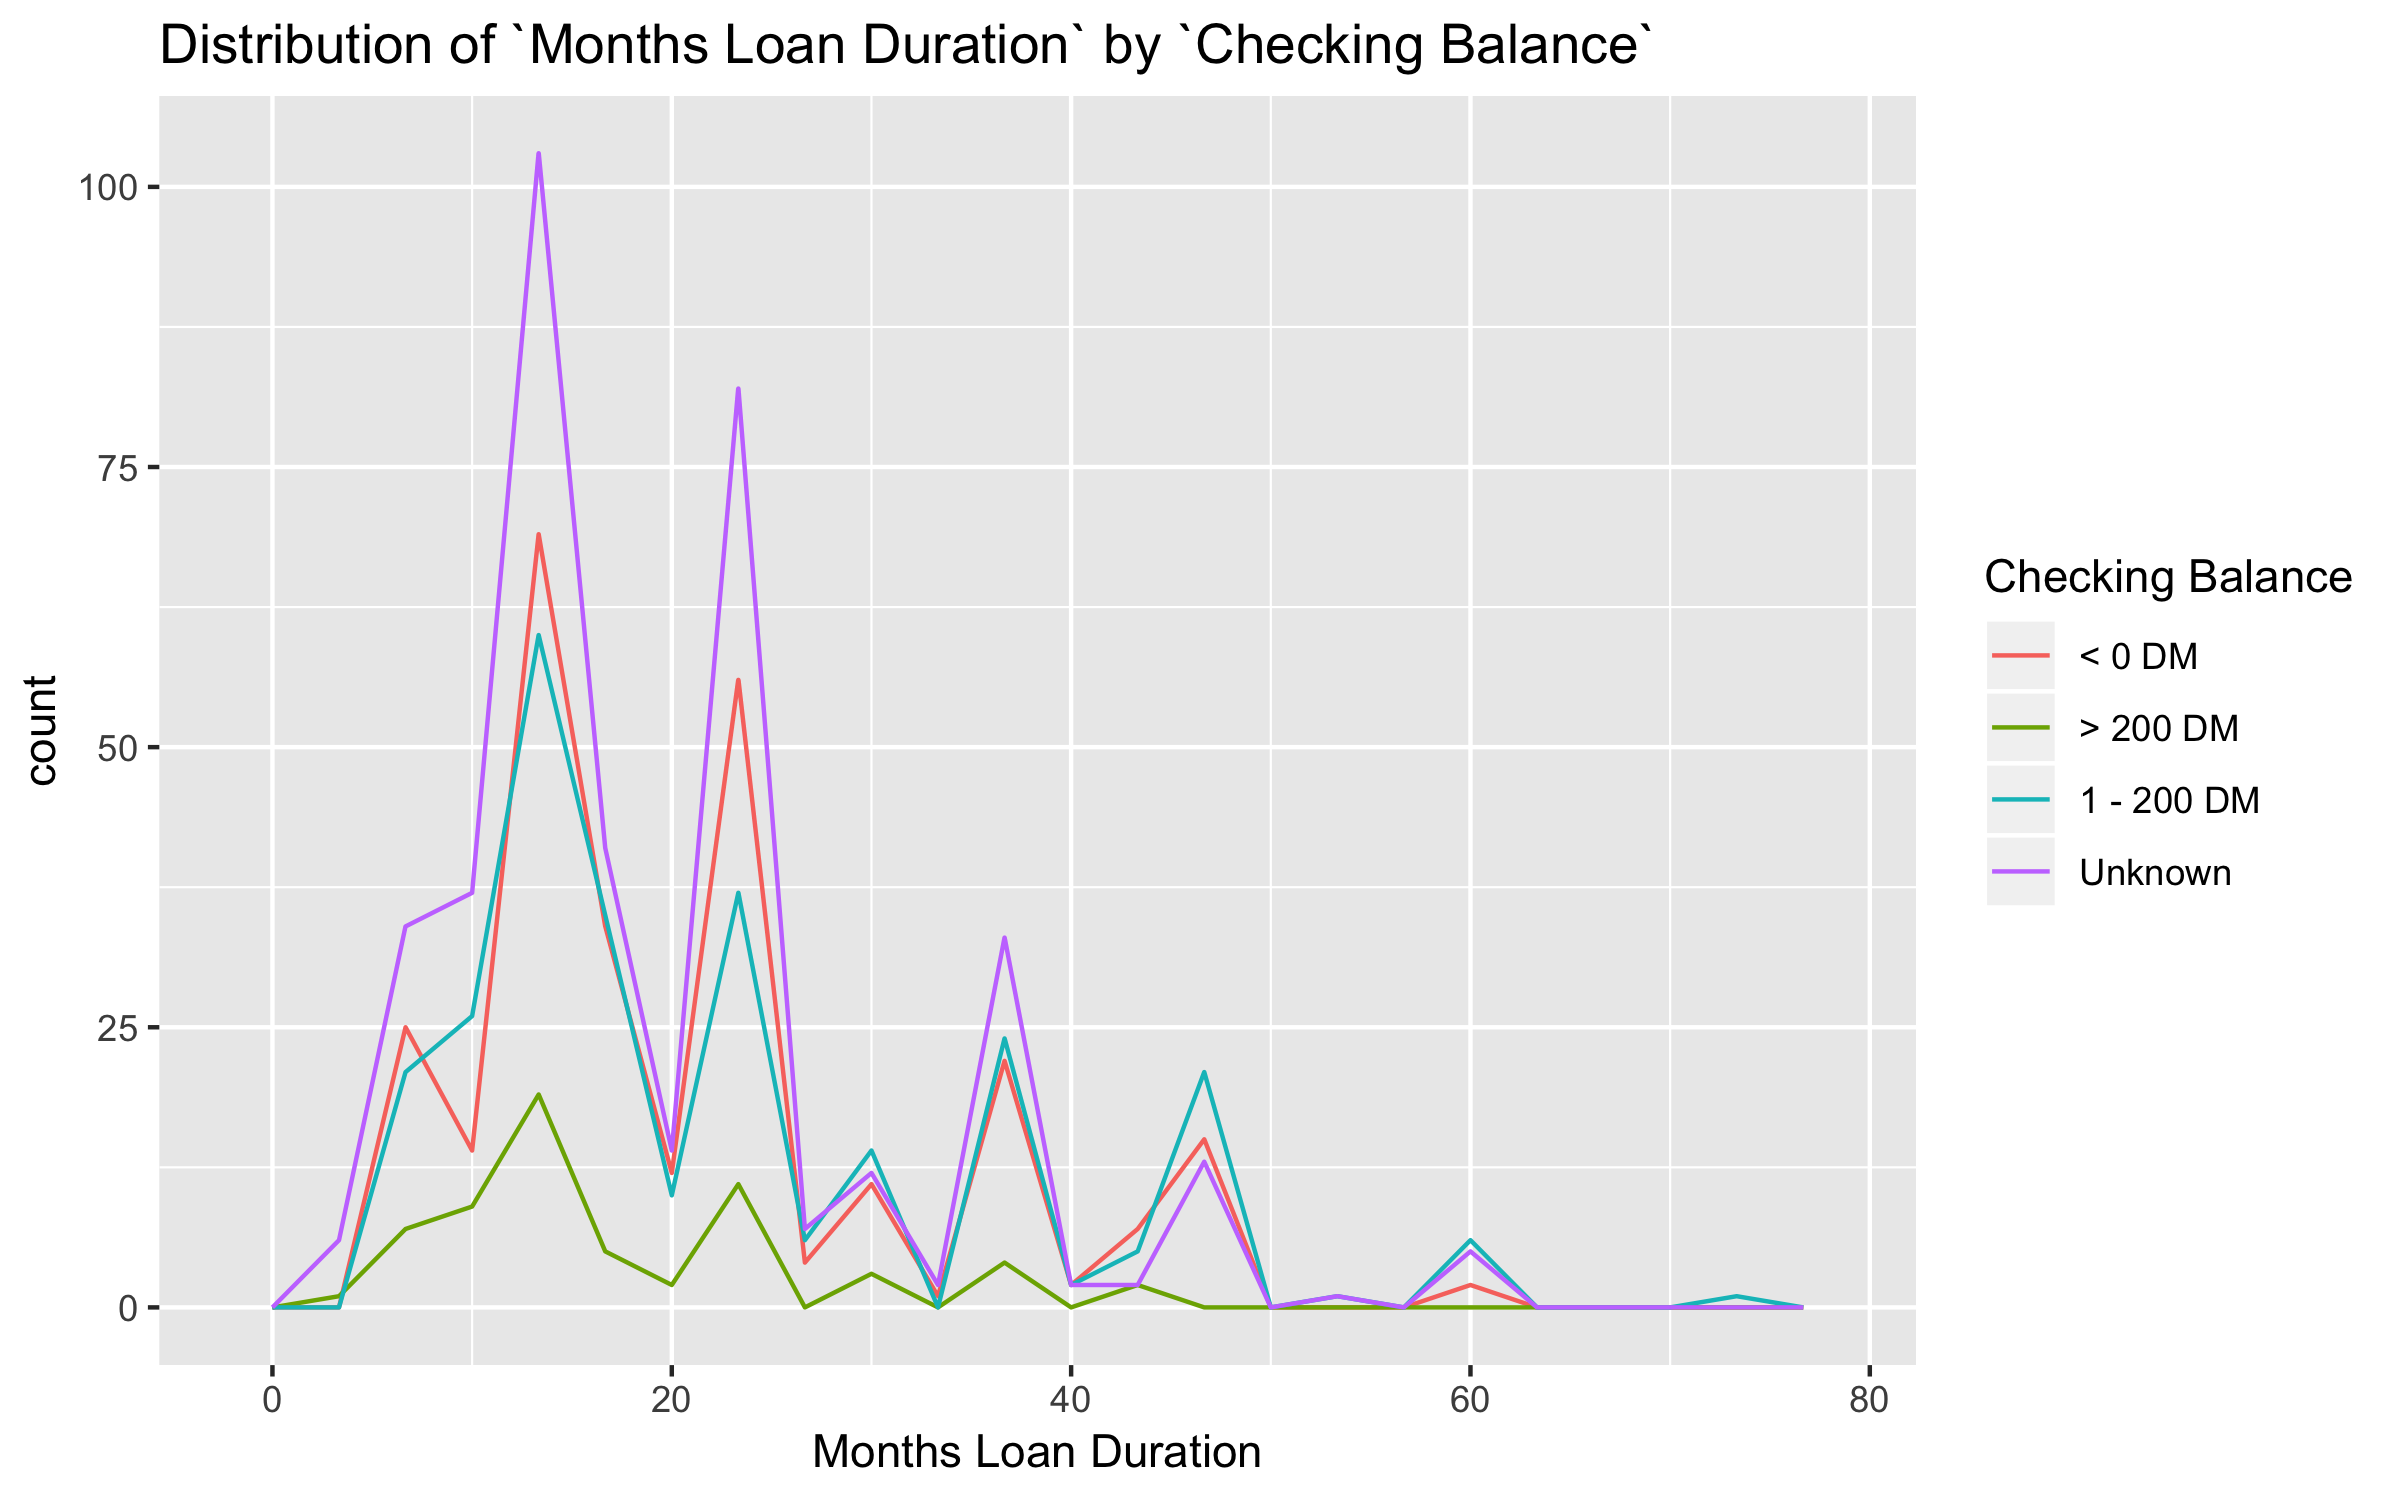 Distribution of `Months Loan Duration` by `Checking Balance`
100
75
50
25
0
count
0 20 40 60 80
Months Loan Duration
Checking Balance
< 0 DM
> 200 DM
1 - 200 DM
Unknown